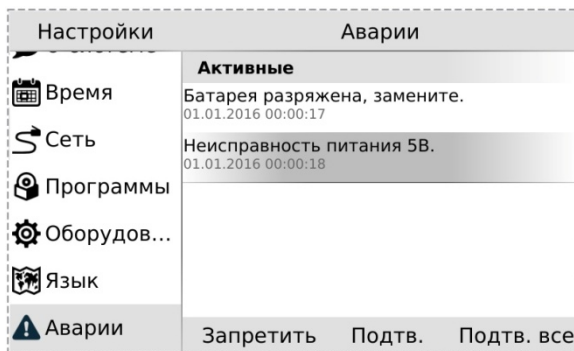 Настройки
Аварии
Активные
Время
Батарея разряжена, замените.
01.01.2016 00:00:17
Сеть
Неисправность питания 5В.
01.01.2016 00:00:18
Программы
Оборудов...
Язык
Аварии
Запретить
Подтв.
Подтв. все